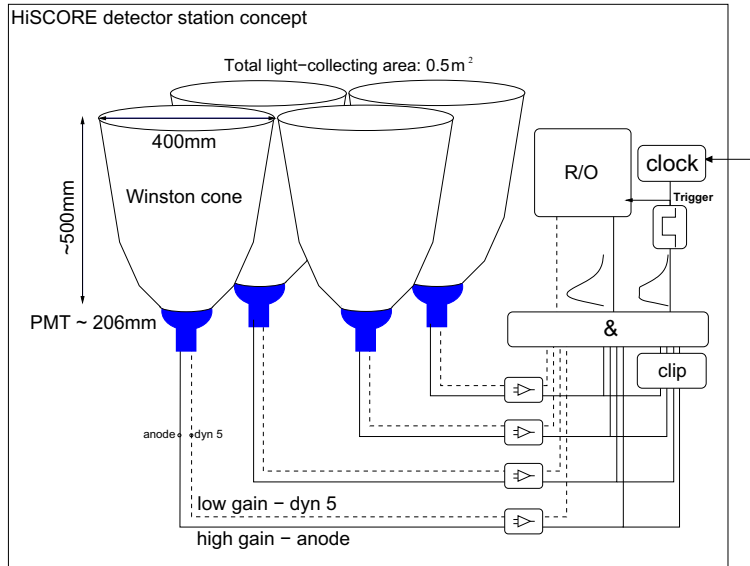 HiSCORE detector station concept
Total light−collecting area: 0.5m²
400mm
Winston cone
~500mm
PMT ~ 206mm
R/O
clock
Trigger
&
clip
anode
dyn 5
low gain − dyn 5
high gain − anode